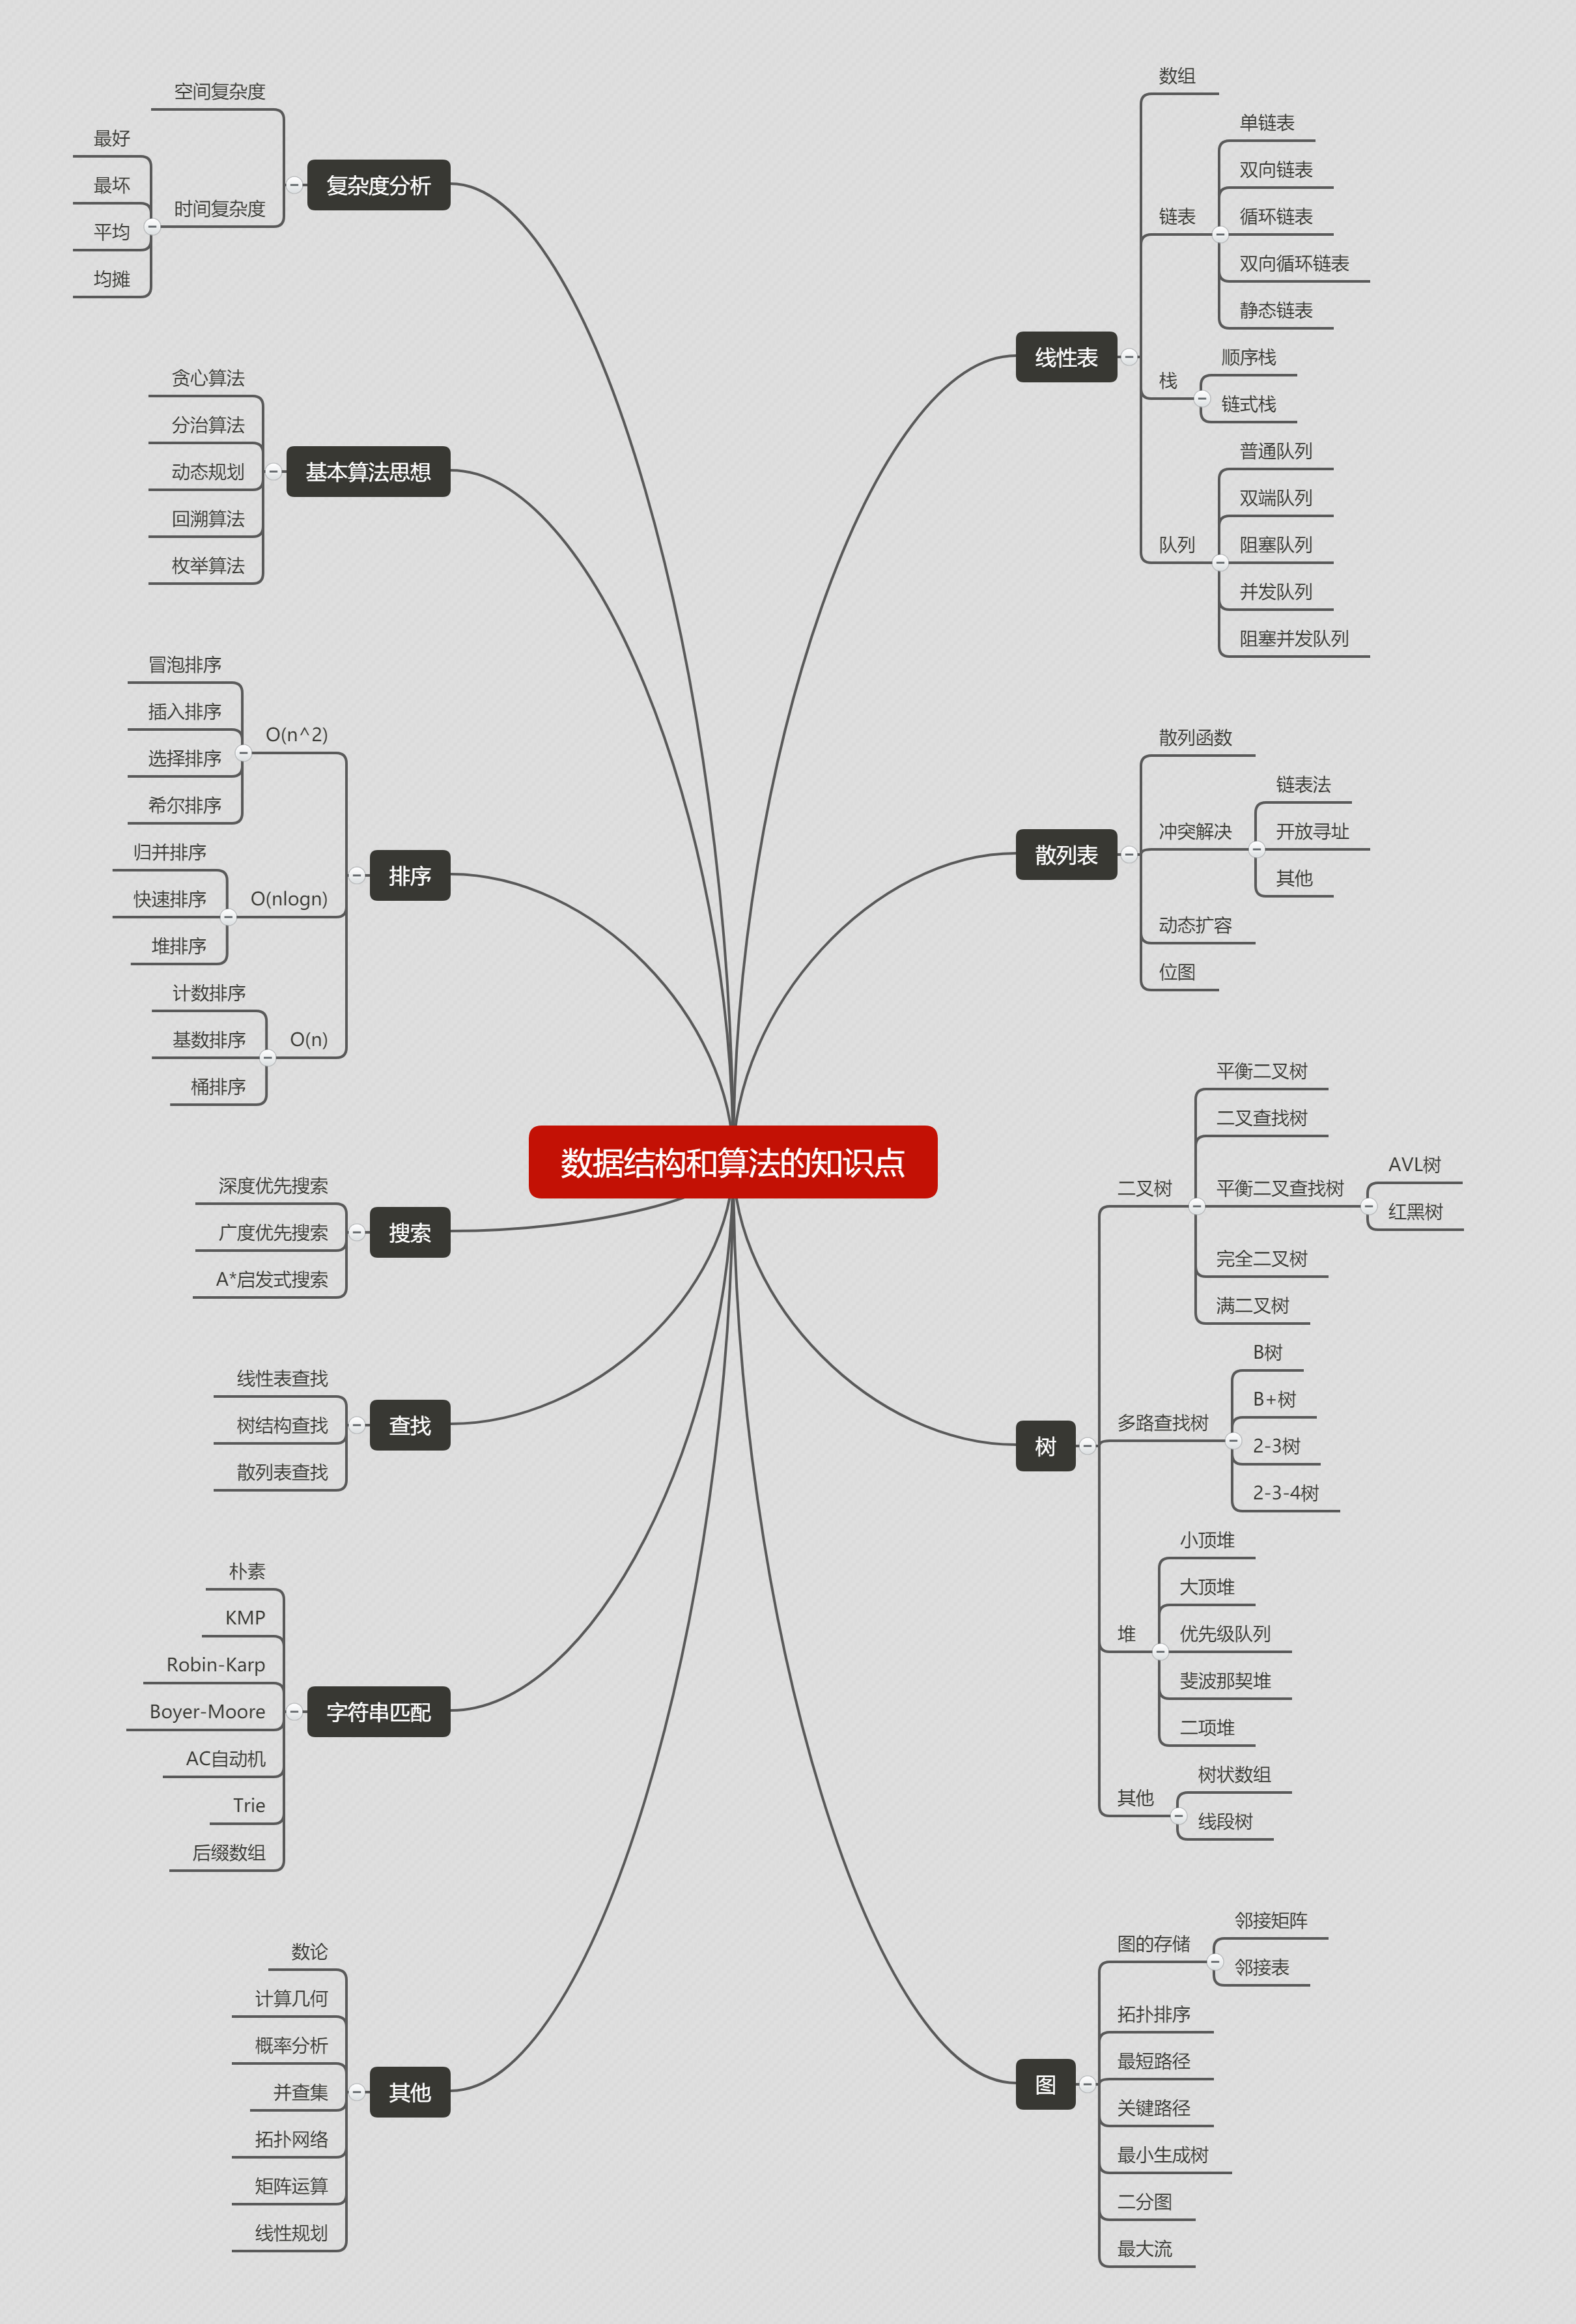 数据结构和算法的知识点
复杂度分析
空间复杂度
时间复杂度
最好
最坏
平均
均摊
基本算法思想
贪心算法
分治算法
动态规划
回溯算法
枚举算法
排序
O(n^2)
冒泡排序
插入排序
选择排序
希尔排序
O(nlogn)
归并排序
快速排序
堆排序
O(n)
计数排序
基数排序
桶排序
搜索
深度优先搜索
广度优先搜索
A*启发式搜索
查找
线性表查找
树结构查找
散列表查找
字符串匹配
朴素
KMP
Robin-Karp
Boyer-Moore
AC自动机
Trie
后缀数组
其他
数论
计算几何
概率分析
并查集
拓扑网络
矩阵运算
线性规划
线性表
数组
链表
单链表
双向链表
循环链表
双向循环链表
静态链表
栈
顺序栈
链式栈
队列
普通队列
双端队列
阻塞队列
并发队列
阻塞并发队列
散列表
散列函数
冲突解决
链表法
开放寻址
其他
动态扩容
位图
树
二叉树
平衡二叉树
二叉查找树
平衡二叉查找树
AVL树
红黑树
完全二叉树
满二叉树
多路查找树
B树
B+树
2-3树
2-3-4树
堆
小顶堆
大顶堆
优先级队列
斐波那契堆
二项堆
其他
树状数组
线段树
图
图的存储
邻接矩阵
邻接表
拓扑排序
最短路径
关键路径
最小生成树
二分图
最大流